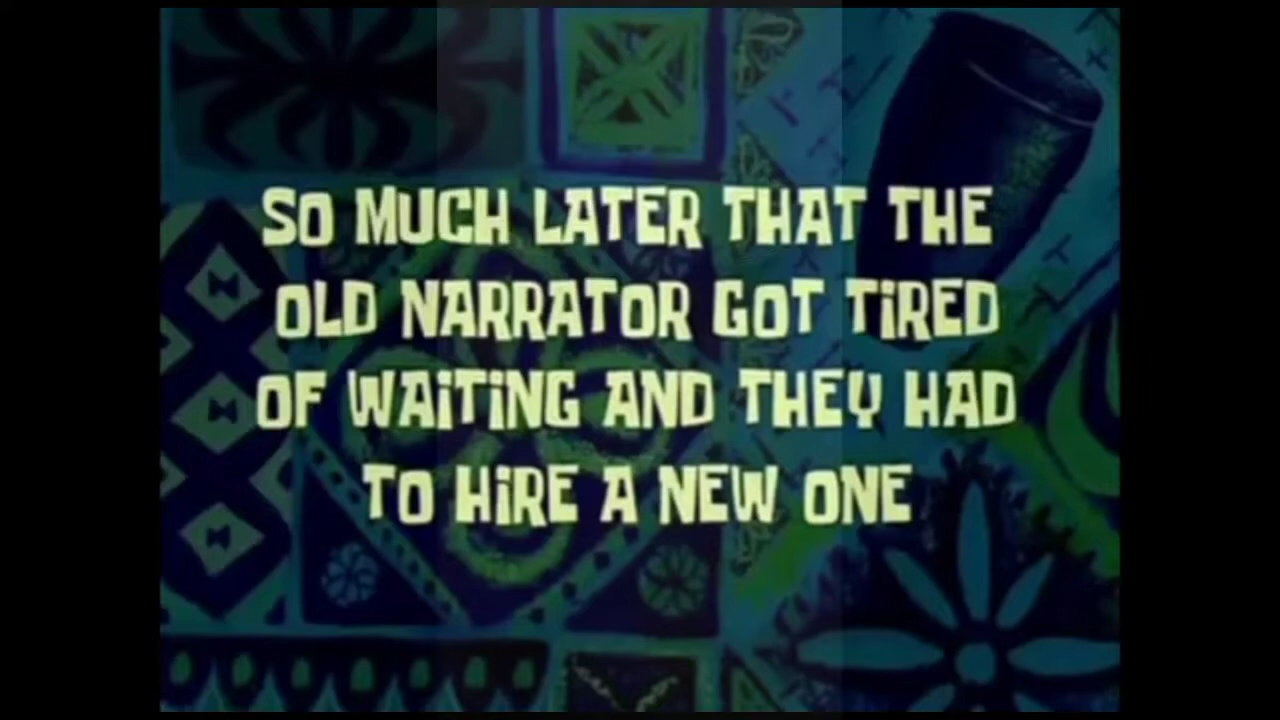 SO MUCH LATER THAT THE
OLD NARRATOR GOT TiRED
OF WAiTiNG AND THEY HAD
TO HiRE A NEW ONE